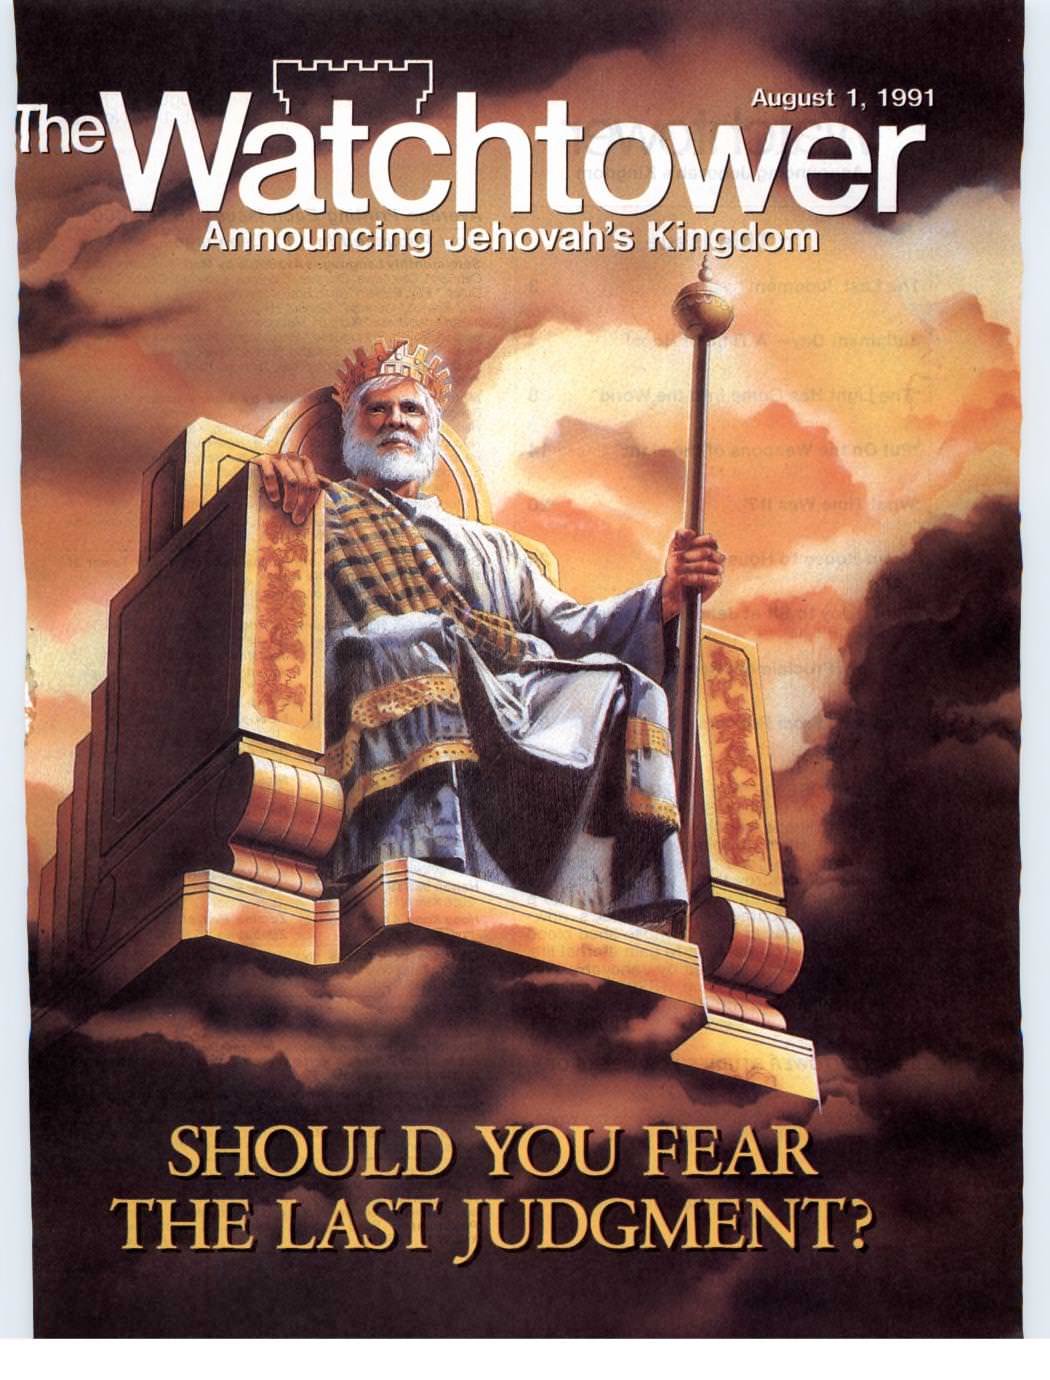 August 1, 1991
The Watchtower
Announcing Jehovah's Kingdom
SHOULD YOU FEAR
THE LAST JUDGMENT?